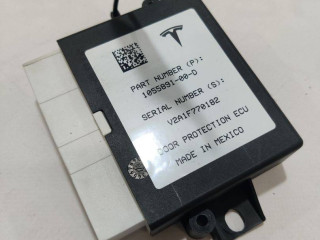 PART NUMBER (P):
1055891-00-D
SERIAL NUMBER (S):
V2A1F770182
DOOR PROTECTION ECU
MADE IN MEXICO